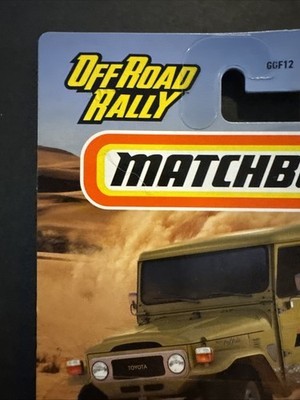 GGF12
OFF ROAD
RALLY
MATCHB
TOYOTA